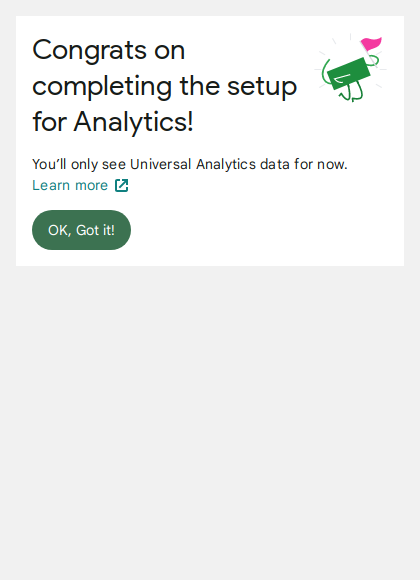 Congrats on
completing the setup
for Analytics!
You’ll only see Universal Analytics data for now.
Learn more
OK, Got it!